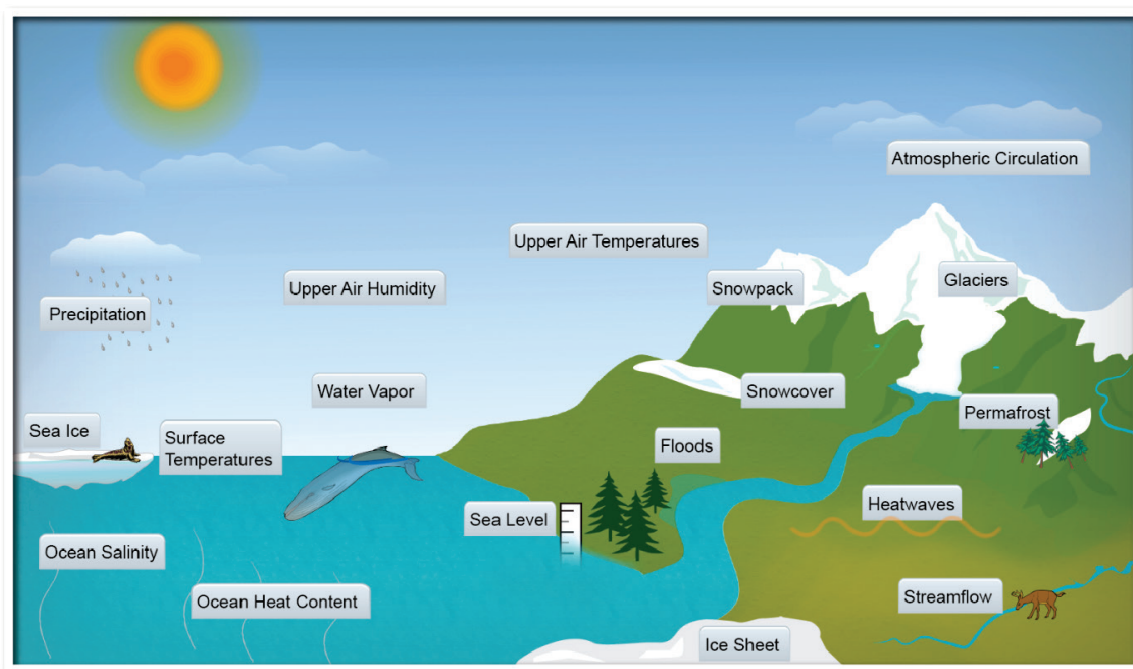 Atmospheric Circulation
Upper Air Temperatures
Upper Air Humidity
Snowpack
Glaciers
Precipitation
Water Vapor
Snowcover
Permafrost
Sea Ice
Surface
Temperatures
Floods
Sea Level
Heatwaves
Ocean Salinity
Ocean Heat Content
Streamflow
Ice Sheet